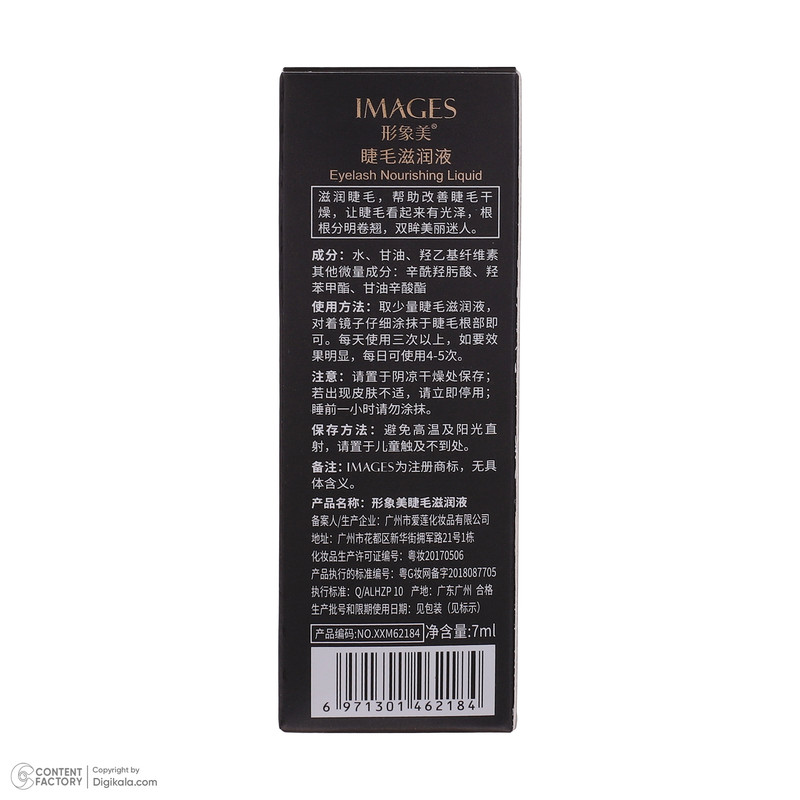 IMAGES
形象美®
睫毛滋润液
Eyelash Nourishing Liquid
滋润睫毛，帮助改善睫毛干
燥，让睫毛看起来有光泽，根
根分明卷翘，双眸美丽迷人。
成分：水、甘油、羟乙基纤维素
其他微量成分：辛酰羟肟酸、羟
苯甲酯、甘油辛酸酯
使用方法：取少量睫毛滋润液，
对着镜子仔细涂抹于睫毛根部即
可。每天使用三次以上，如要效
果明显，每日可使用4-5次。
注意：请置于阴凉干燥处保存；
若出现皮肤不适，请立即停用；
睡前一小时请勿涂抹。
保存方法：避免高温及阳光直
射，请置于儿童触及不到处。
备注：IMAGES为注册商标，无具
体含义。
产品名称：形象美睫毛滋润液
备案人/生产企业：广州市爱莲化妆品有限公司
地址：广州市花都区新华街拥军路21号1栋
化妆品生产许可证编号：粤妆20170506
产品执行的标准编号：粤G妆网备字2018087705
执行标准：Q/ALHZP 10 产地：广东广州 合格
生产批号和限期使用日期：见包装（见标示）
产品编码:NO.XXM62184 净含量:7ml
6 971301 462184
CONTENT FACTORY
Copyright by
Digikala.com